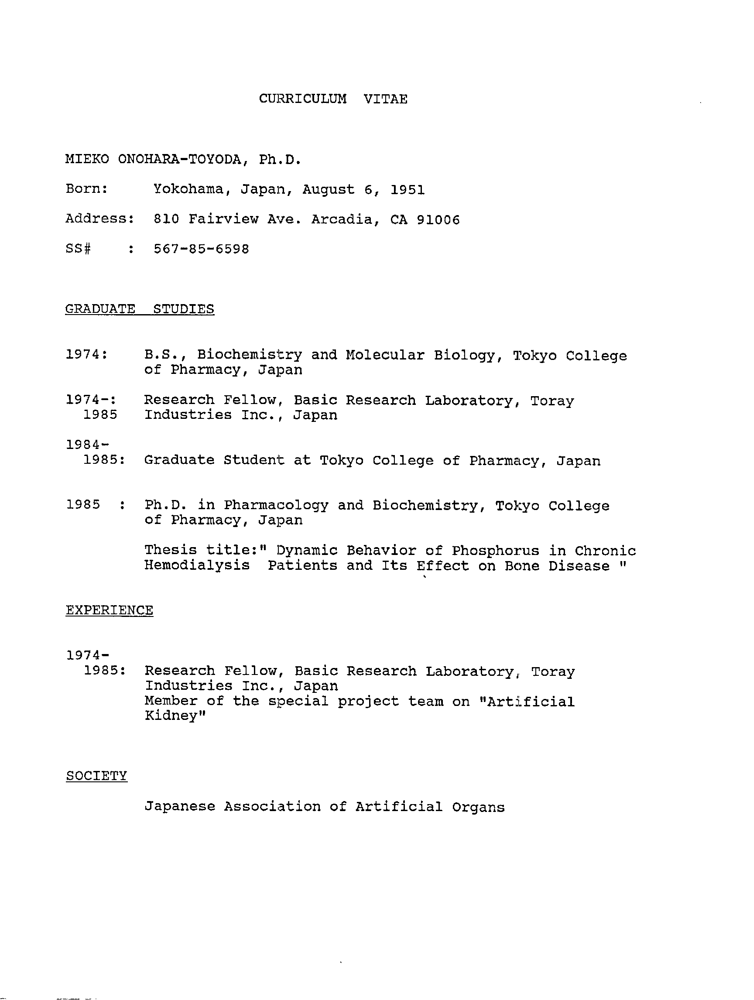 CURRICULUM VITAE
MIEKO ONOHARA-TOYODA, Ph.D.
Born: Yokohama, Japan, August 6, 1951
Address: 810 Fairview Ave. Arcadia, CA 91006
SS# : 567-85-6598
GRADUATE STUDIES
1974: B.S., Biochemistry and Molecular Biology, Tokyo College
of Pharmacy, Japan
1974-: Research Fellow, Basic Research Laboratory, Toray
1985 Industries Inc., Japan
1984-
1985: Graduate Student at Tokyo College of Pharmacy, Japan
1985 : Ph.D. in Pharmacology and Biochemistry, Tokyo College
of Pharmacy, Japan
Thesis title:" Dynamic Behavior of Phosphorus in Chronic
Hemodialysis Patients and Its Effect on Bone Disease "
EXPERIENCE
1974-
1985: Research Fellow, Basic Research Laboratory, Toray
Industries Inc., Japan
Member of the special project team on "Artificial
Kidney"
SOCIETY
Japanese Association of Artificial Organs